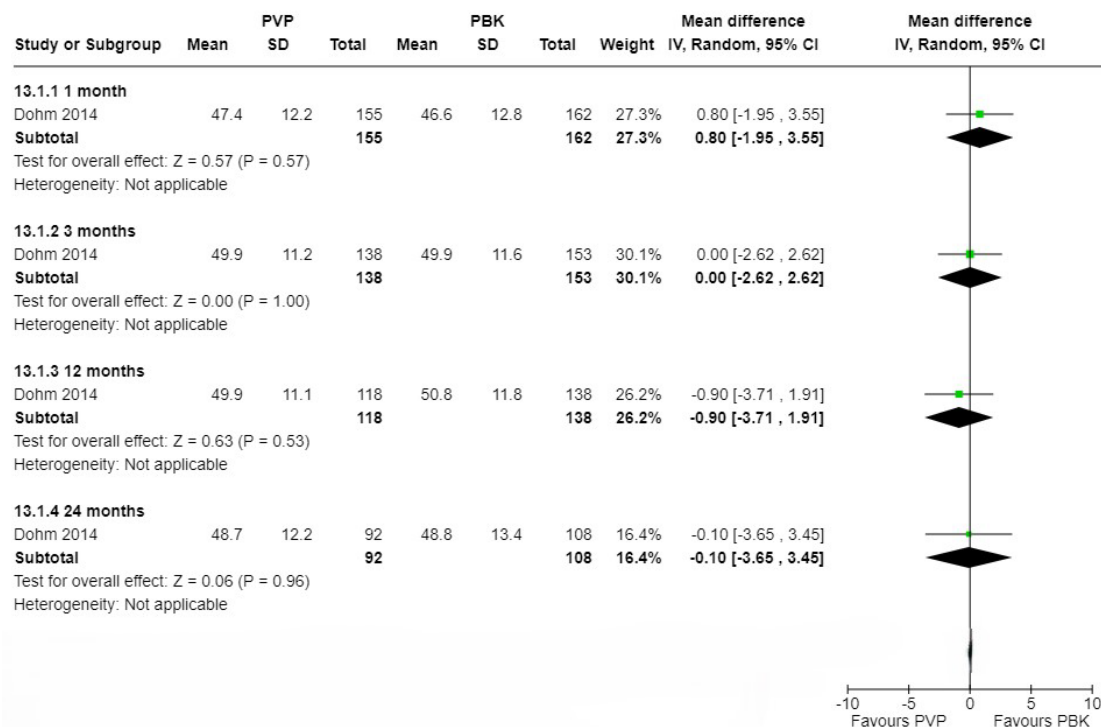 PVP PBK Mean difference Mean difference
Study or Subgroup Mean SD Total Mean SD Total Weight IV, Random, 95% CI IV, Random, 95% CI
13.1.1 1 month
Dohm 2014 47.4 12.2 155 46.6 12.8 162 27.3% 0.80 [-1.95 , 3.55]
Subtotal 155 162 27.3% 0.80 [-1.95 , 3.55]
Test for overall effect: Z = 0.57 (P = 0.57)
Heterogeneity: Not applicable
13.1.2 3 months
Dohm 2014 49.9 11.2 138 49.9 11.6 153 30.1% 0.00 [-2.62 , 2.62]
Subtotal 138 153 30.1% 0.00 [-2.62 , 2.62]
Test for overall effect: Z = 0.00 (P = 1.00)
Heterogeneity: Not applicable
13.1.3 12 months
Dohm 2014 49.9 11.1 118 50.8 11.8 138 26.2% -0.90 [-3.71 , 1.91]
Subtotal 118 138 26.2% -0.90 [-3.71 , 1.91]
Test for overall effect: Z = 0.63 (P = 0.53)
Heterogeneity: Not applicable
13.1.4 24 months
Dohm 2014 48.7 12.2 92 48.8 13.4 108 16.4% -0.10 [-3.65 , 3.45]
Subtotal 92 108 16.4% -0.10 [-3.65 , 3.45]
Test for overall effect: Z = 0.06 (P = 0.96)
Heterogeneity: Not applicable
-10 -5 0 5 10
Favours PVP Favours PBK